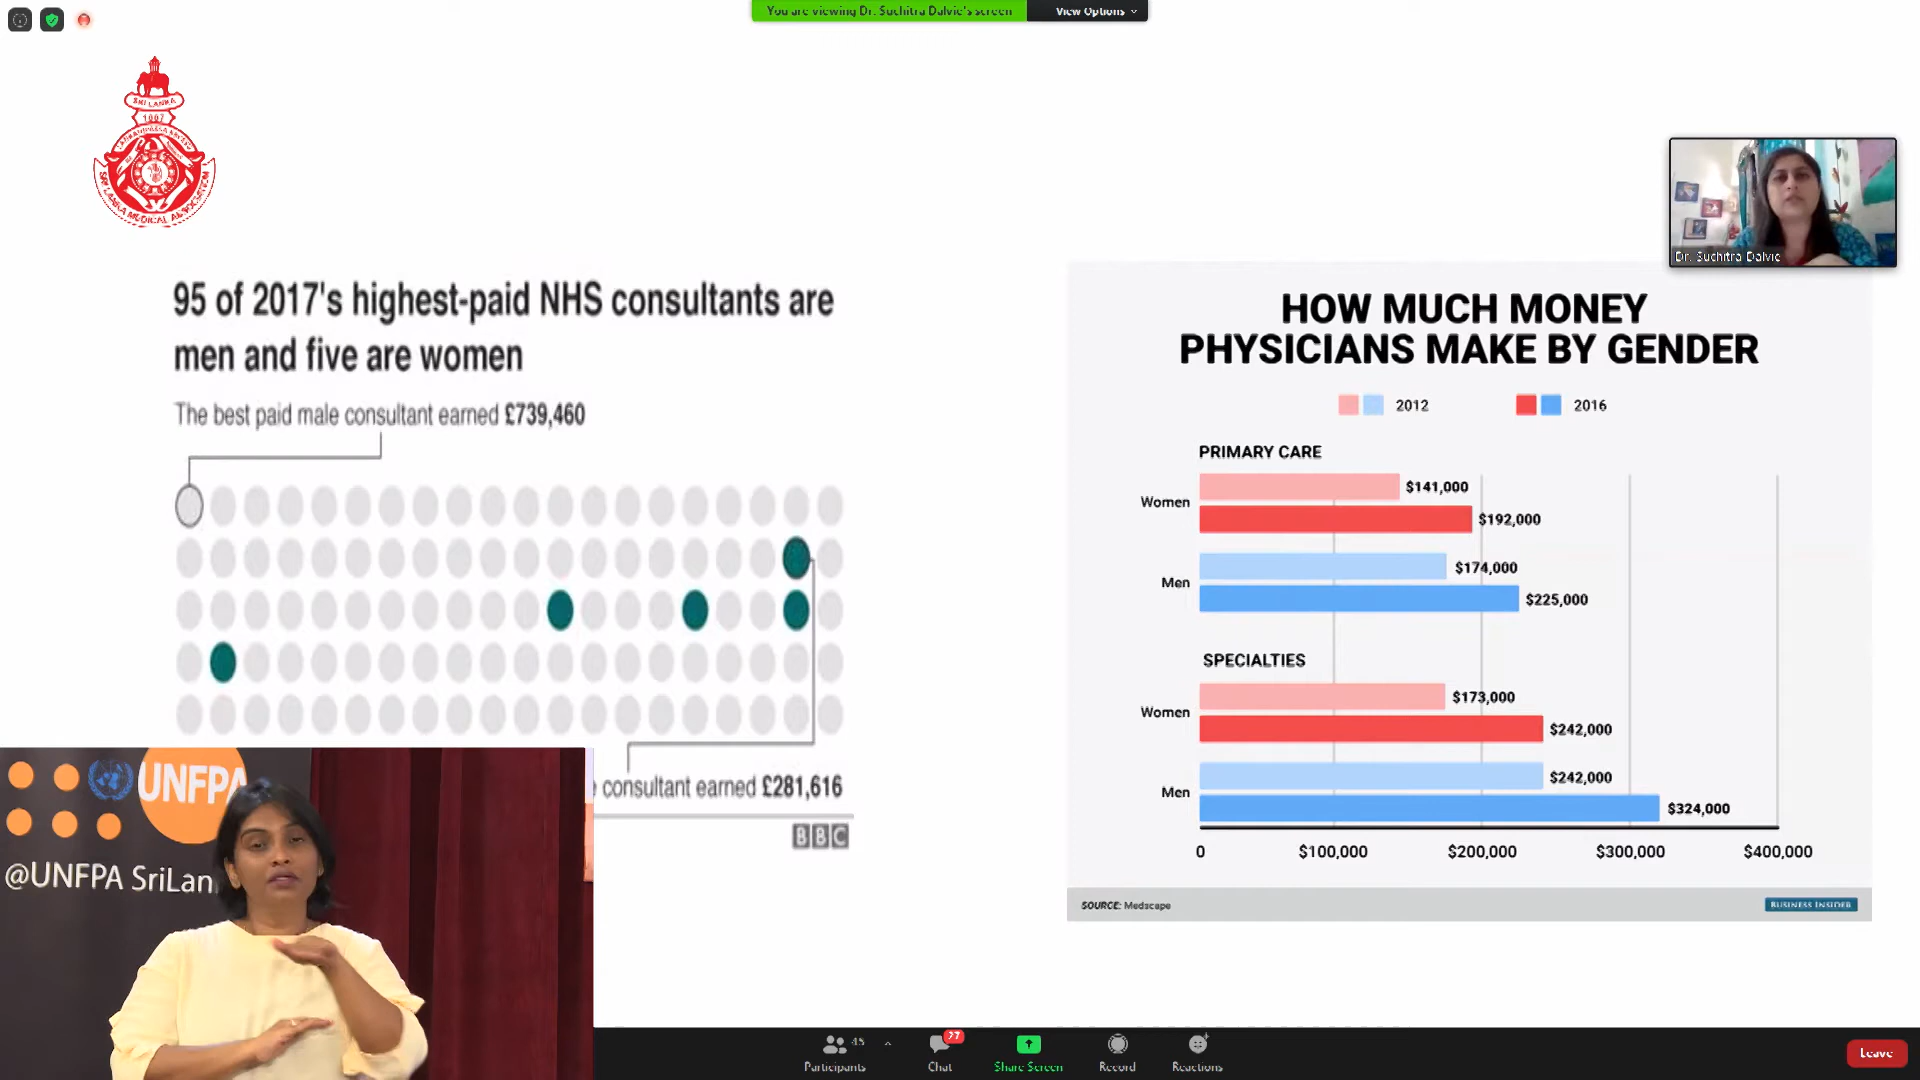 You are viewing Dr. Suchitra Dalvie's screen
View Options
SRI LANKA
SRI LANKA MEDICAL ASSOCIATION
Dr. Suchitra Dalvie
95 of 2017's highest-paid NHS consultants are
men and five are women
The best paid male consultant earned £739,460
consultant earned £281,616
BBC
HOW MUCH MONEY
PHYSICIANS MAKE BY GENDER
2012
2016
PRIMARY CARE
Women
$141,000
$192,000
Men
$174,000
$225,000
SPECIALTIES
Women
$173,000
$242,000
Men
$242,000
$324,000
0 $100,000 $200,000 $300,000 $400,000
SOURCE: Medscape
BUSINESS INSIDER
UNFPA
@UNFPA SriLan
Participants
45
Chat
77
Share Screen
Record
Reactions
Leave